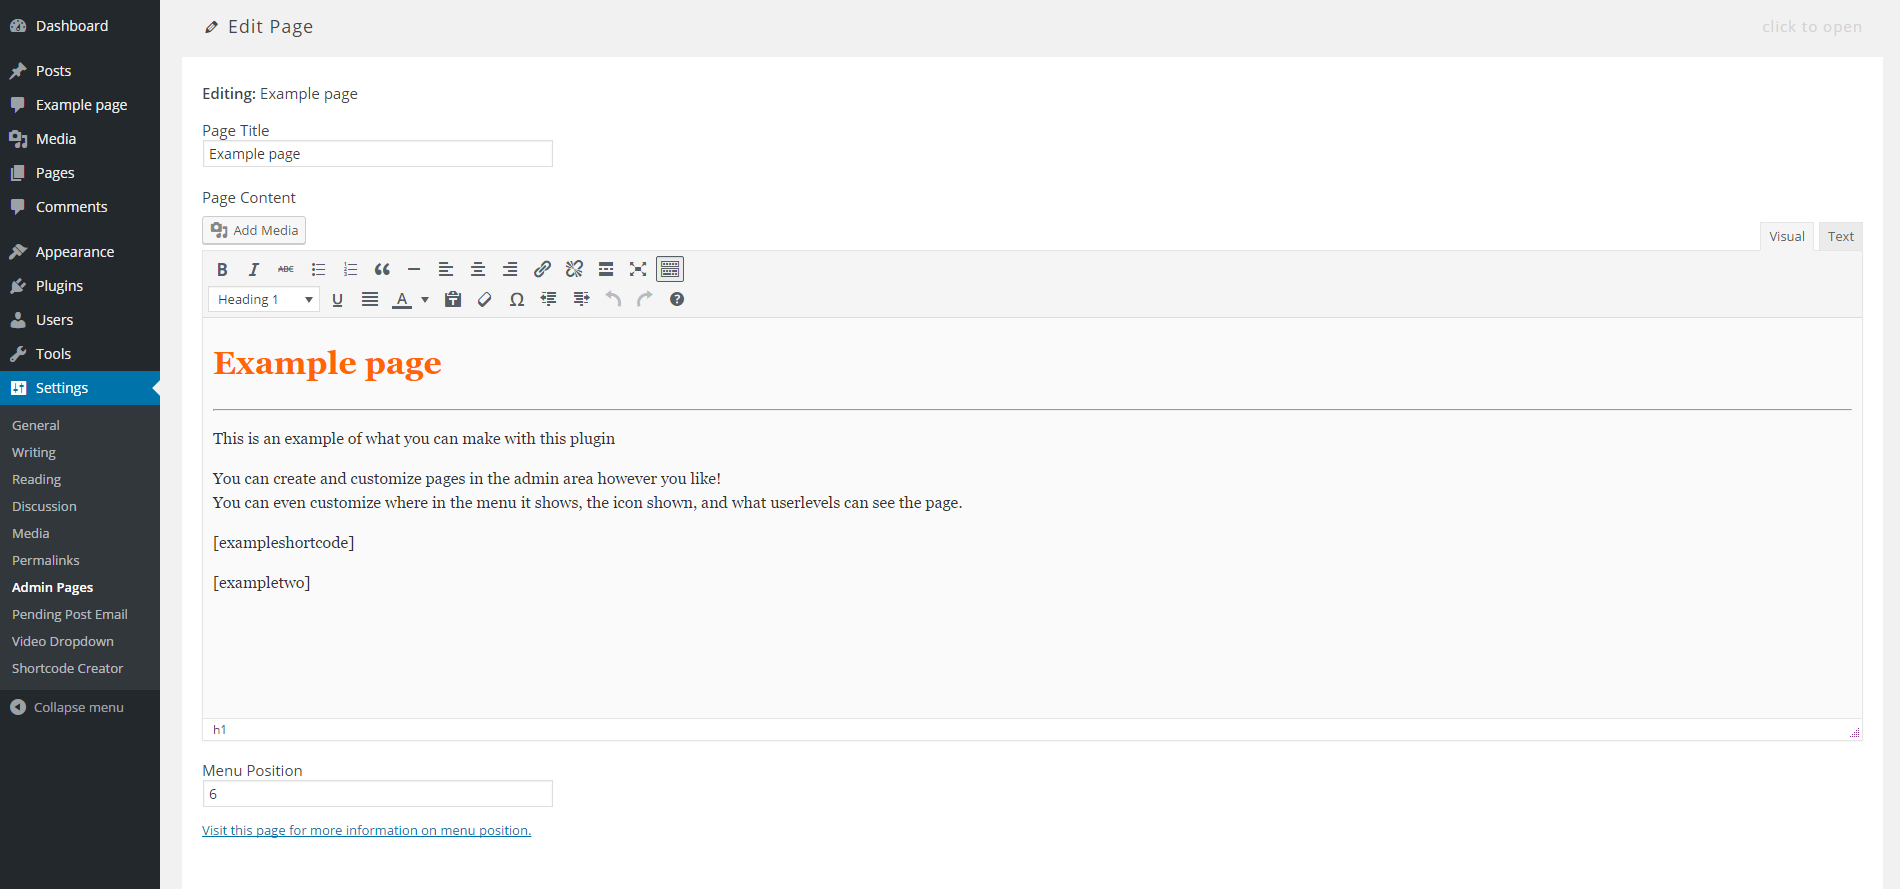 Dashboard
Posts
Example page
Media
Pages
Comments
Appearance
Plugins
Users
Tools
Settings
General
Writing
Reading
Discussion
Media
Permalinks
Admin Pages
Pending Post Email
Video Dropdown
Shortcode Creator
Collapse menu
Edit Page
click to open
Editing: Example page
Page Title
Example page
Page Content
Add Media
Visual Text
B I ABC
Heading 1 U A Ω ?
Example page
This is an example of what you can make with this plugin
You can create and customize pages in the admin area however you like!
You can even customize where in the menu it shows, the icon shown, and what userlevels can see the page.
[exampleshortcode]
[exampletwo]
h1
Menu Position
6
Visit this page for more information on menu position.